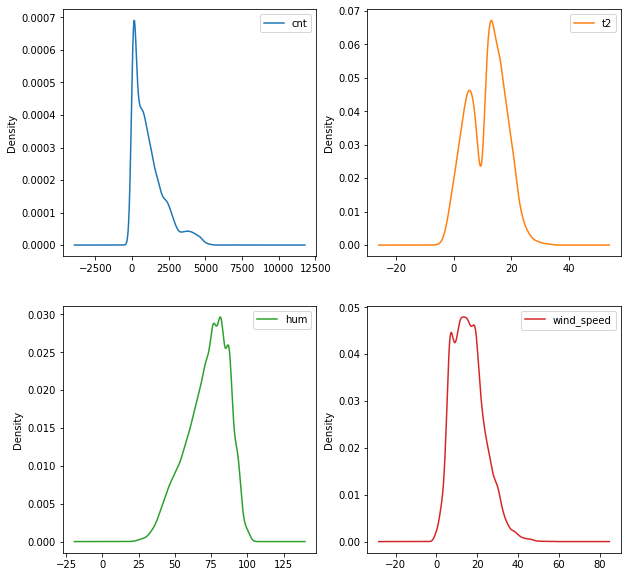 cnt
Density
0.0007
0.0006
0.0005
0.0004
0.0003
0.0002
0.0001
0.0000
−2500 0 2500 5000 7500 10000 12500
t2
Density
0.07
0.06
0.05
0.04
0.03
0.02
0.01
0.00
−20 0 20 40
hum
Density
0.030
0.025
0.020
0.015
0.010
0.005
0.000
−25 0 25 50 75 100 125
wind_speed
Density
0.05
0.04
0.03
0.02
0.01
0.00
−20 0 20 40 60 80